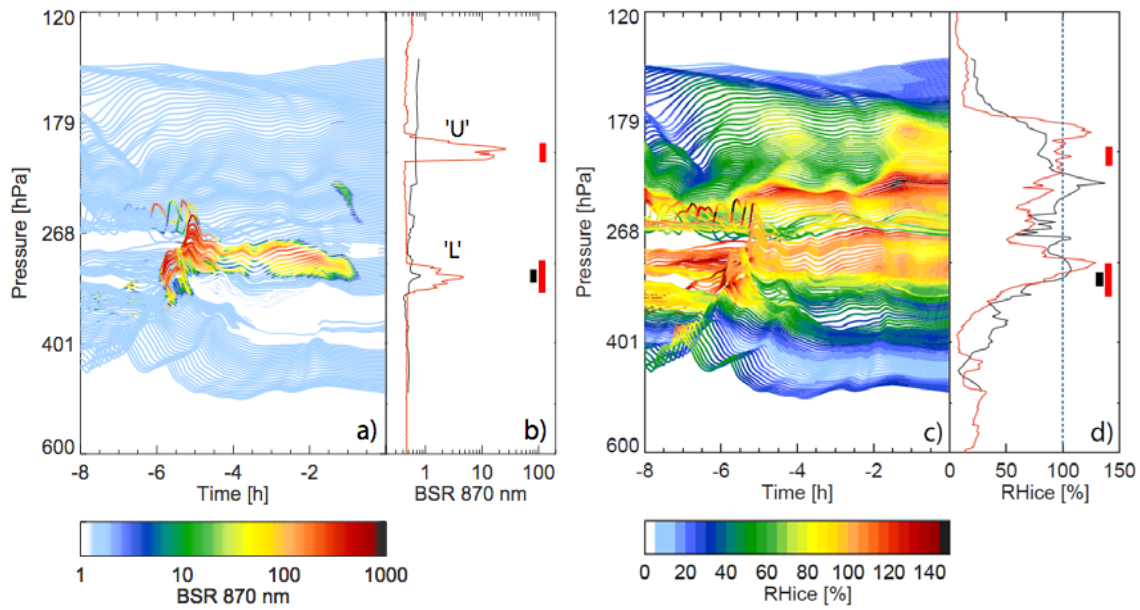 120
179
268
401
600
Pressure [hPa]
-8 -6 -4 -2
Time [h]
a)
'U'
'L'
b)
1 10 100
BSR 870 nm
1 10 100 1000
BSR 870 nm
120
179
268
401
600
Pressure [hPa]
-8 -6 -4 -2
Time [h]
c)
d)
0 50 100 150
RHice [%]
0 20 40 60 80 100 120 140
RHice [%]